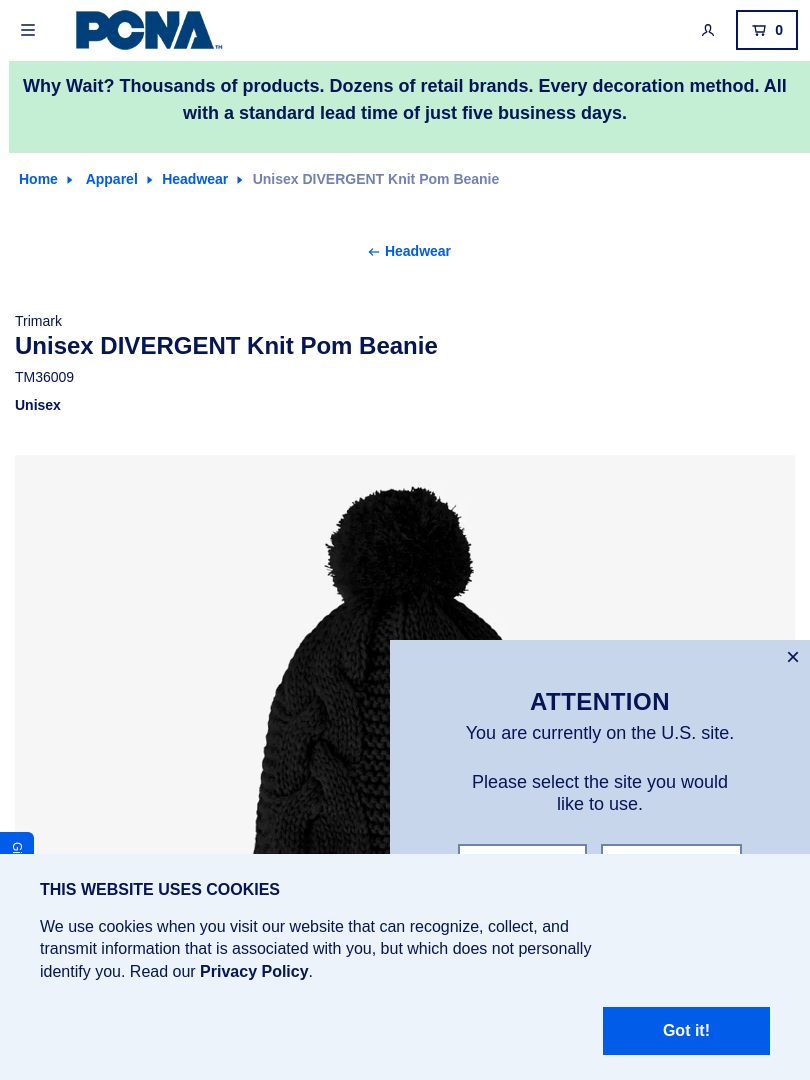 PCNA™
0
Why Wait? Thousands of products. Dozens of retail brands. Every decoration method. All
with a standard lead time of just five business days.
Home Apparel Headwear Unisex DIVERGENT Knit Pom Beanie
← Headwear
Trimark
Unisex DIVERGENT Knit Pom Beanie
TM36009
Unisex
ATTENTION
You are currently on the U.S. site.
Please select the site you would
like to use.
THIS WEBSITE USES COOKIES
We use cookies when you visit our website that can recognize, collect, and
transmit information that is associated with you, but which does not personally
identify you. Read our Privacy Policy.
Got it!